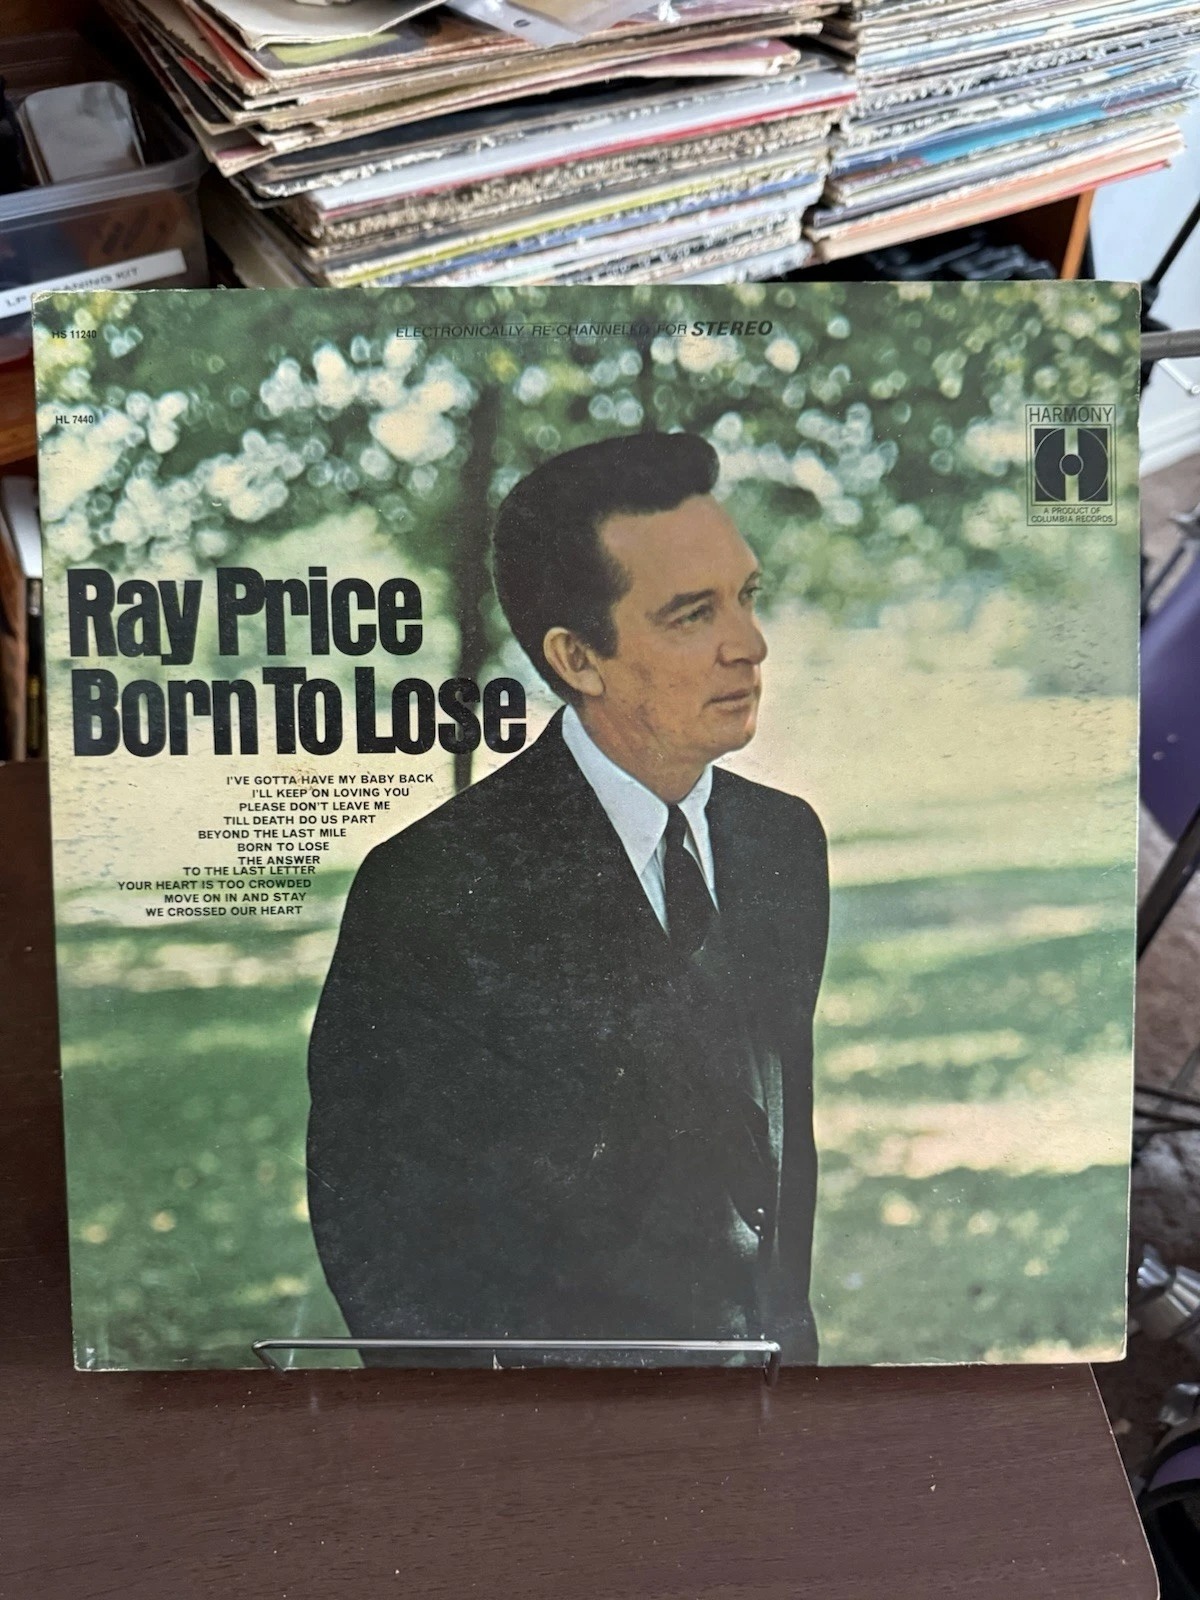 LP CLEANING KIT
HS 11240
ELECTRONICALLY RE-CHANNELED FOR STEREO
HL 7440
HARMONY
A PRODUCT OF
COLUMBIA RECORDS
Ray Price
Born To Lose
I'VE GOTTA HAVE MY BABY BACK
I'LL KEEP ON LOVING YOU
PLEASE DON'T LEAVE ME
TILL DEATH DO US PART
BEYOND THE LAST MILE
BORN TO LOSE
THE ANSWER
TO THE LAST LETTER
YOUR HEART IS TOO CROWDED
MOVE ON IN AND STAY
WE CROSSED OUR HEART